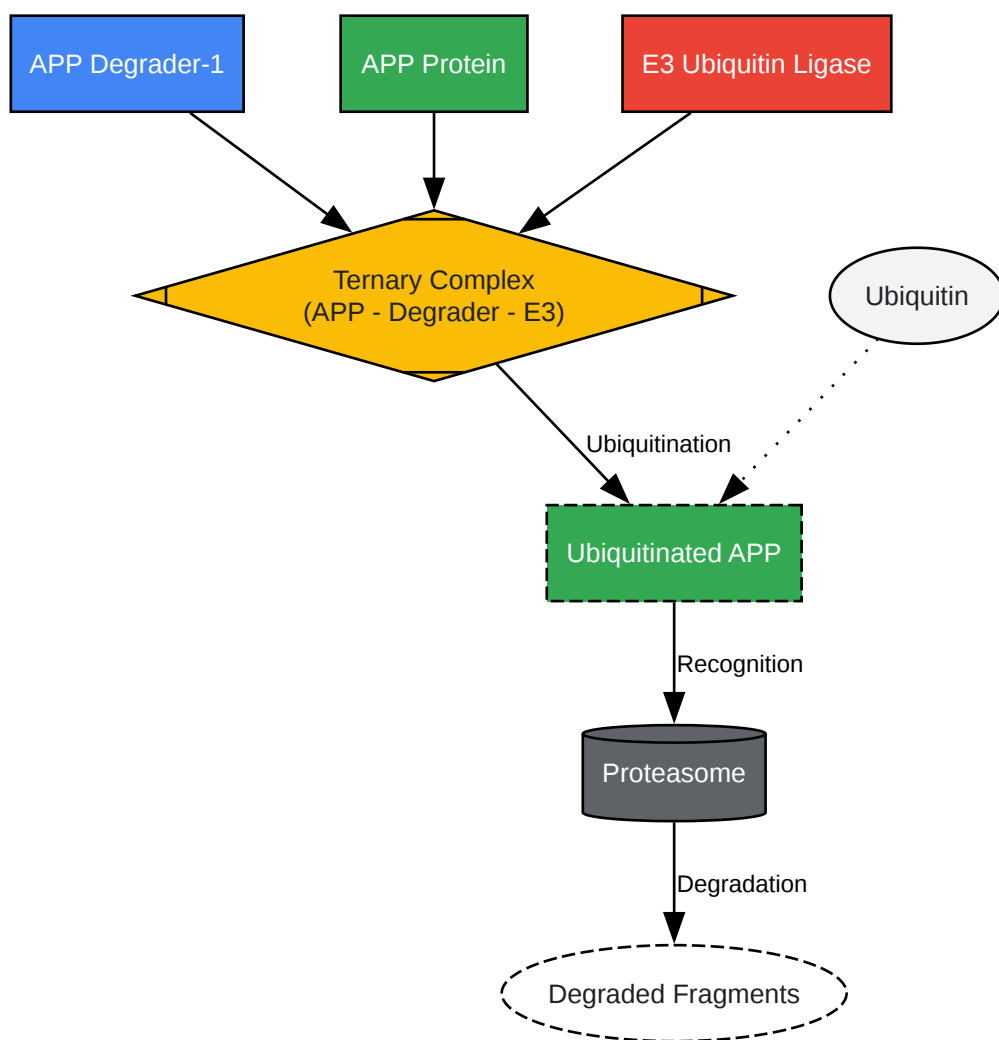 APP Degrader-1
APP Protein
E3 Ubiquitin Ligase
Ternary Complex
(APP - Degrader - E3)
Ubiquitin
Ubiquitination
Ubiquitinated APP
Recognition
Proteasome
Degradation
Degraded Fragments